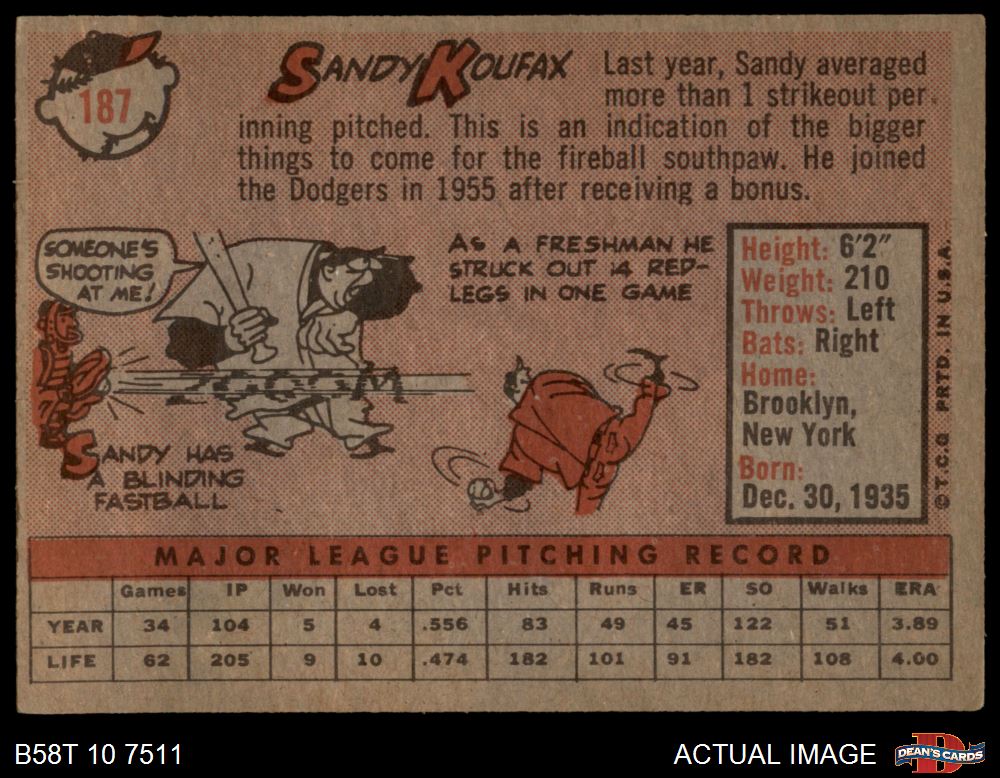 187
SANDY KOUFAX
Last year, Sandy averaged
more than 1 strikeout per
inning pitched. This is an indication of the bigger
things to come for the fireball southpaw. He joined
the Dodgers in 1955 after receiving a bonus.
SOMEONE'S
SHOOTING
AT ME!
AS A FRESHMAN HE
STRUCK OUT 14 RED-
LEGS IN ONE GAME
ZOOM
SANDY HAS
A BLINDING
FASTBALL
Height: 6'2"
Weight: 210
Throws: Left
Bats: Right
Home:
Brooklyn,
New York
Born:
Dec. 30, 1935
© T.C.G. PRTD. IN U.S.A.
MAJOR LEAGUE PITCHING RECORD
Games IP Won Lost Pct Hits Runs ER SO Walks ERA
YEAR 34 104 5 4 .556 83 49 45 122 51 3.89
LIFE 62 205 9 10 .474 182 101 91 182 108 4.00
B58T 10 7511
ACTUAL IMAGE
DEAN'S CARDS